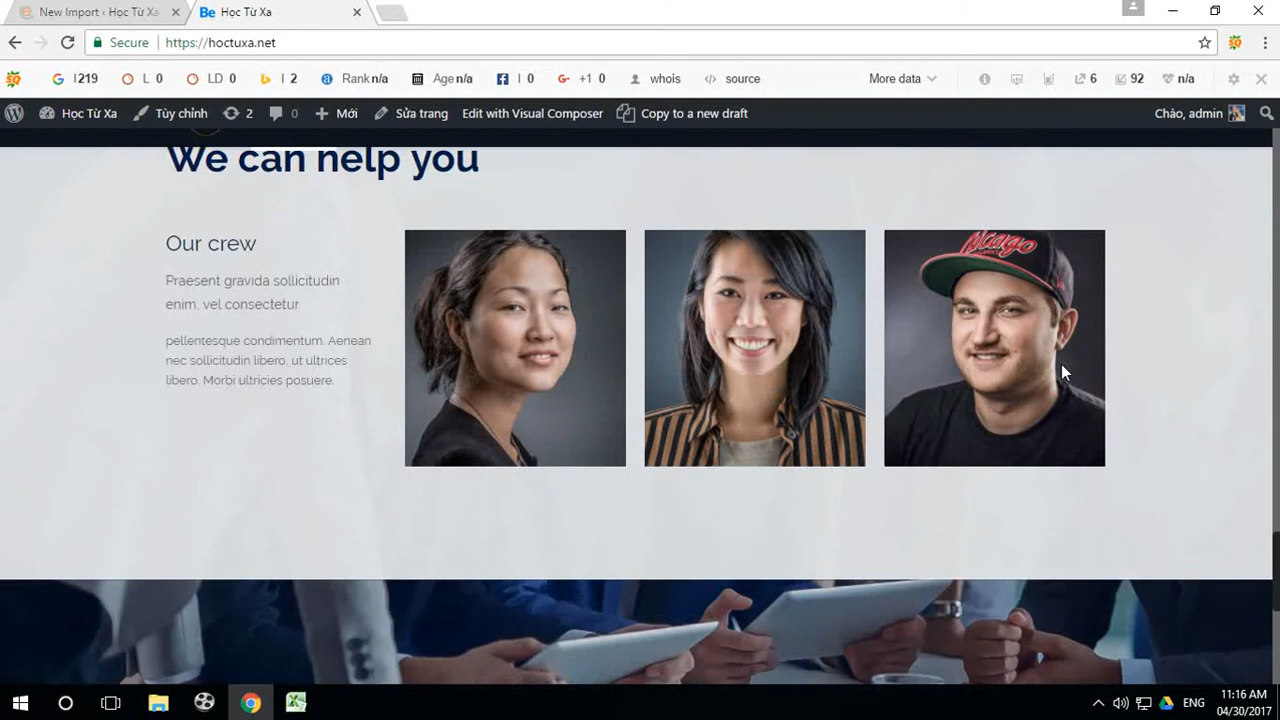 New Import ‹ Học Từ Xa
Be Học Từ Xa
Secure https://hoctuxa.net
SQ
SQ I 219 L 0 LD 0 I 2 Rank n/a Age n/a I 0 +1 0 whois source More data 6 92 n/a
Học Từ Xa Tùy chỉnh 2 0 Mới Sửa trang Edit with Visual Composer Copy to a new draft Chào, admin
We can help you
Our crew
Praesent gravida sollicitudin
enim, vel consectetur.
pellentesque condimentum. Aenean
nec sollicitudin libero, ut ultrices
libero. Morbi ultricies posuere.
ENG
11:16 AM
04/30/2017